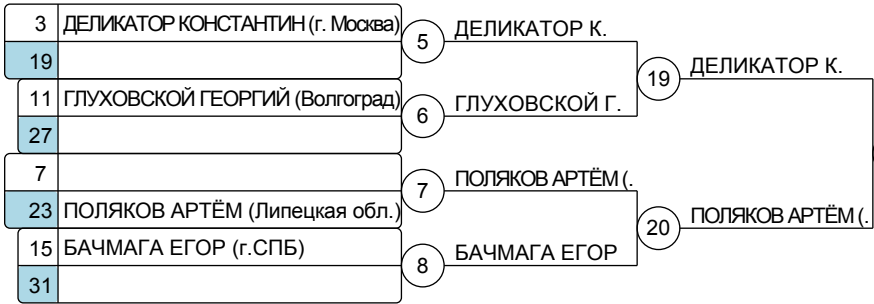 3 ДЕЛИКАТОР КОНСТАНТИН (г. Москва)
19
5 ДЕЛИКАТОР К.
11 ГЛУХОВСКОЙ ГЕОРГИЙ (Волгоград)
27
6 ГЛУХОВСКОЙ Г.
19 ДЕЛИКАТОР К.
7
23 ПОЛЯКОВ АРТЁМ (Липецкая обл.)
7 ПОЛЯКОВ АРТЁМ (.
15 БАЧМАГА ЕГОР (г.СПБ)
31
8 БАЧМАГА ЕГОР
20 ПОЛЯКОВ АРТЁМ (.